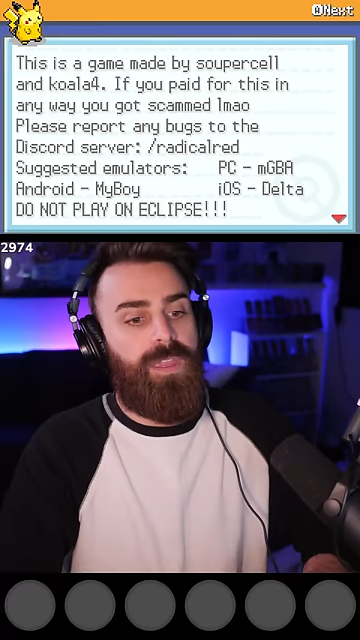 Next
This is a game made by soupercell
and koala4. If you paid for this in
any way you got scammed lmao
Please report any bugs to the
Discord server: /radicalred
Suggested emulators: PC - mGBA
Android - MyBoy iOS - Delta
DO NOT PLAY ON ECLIPSE!!!
2974